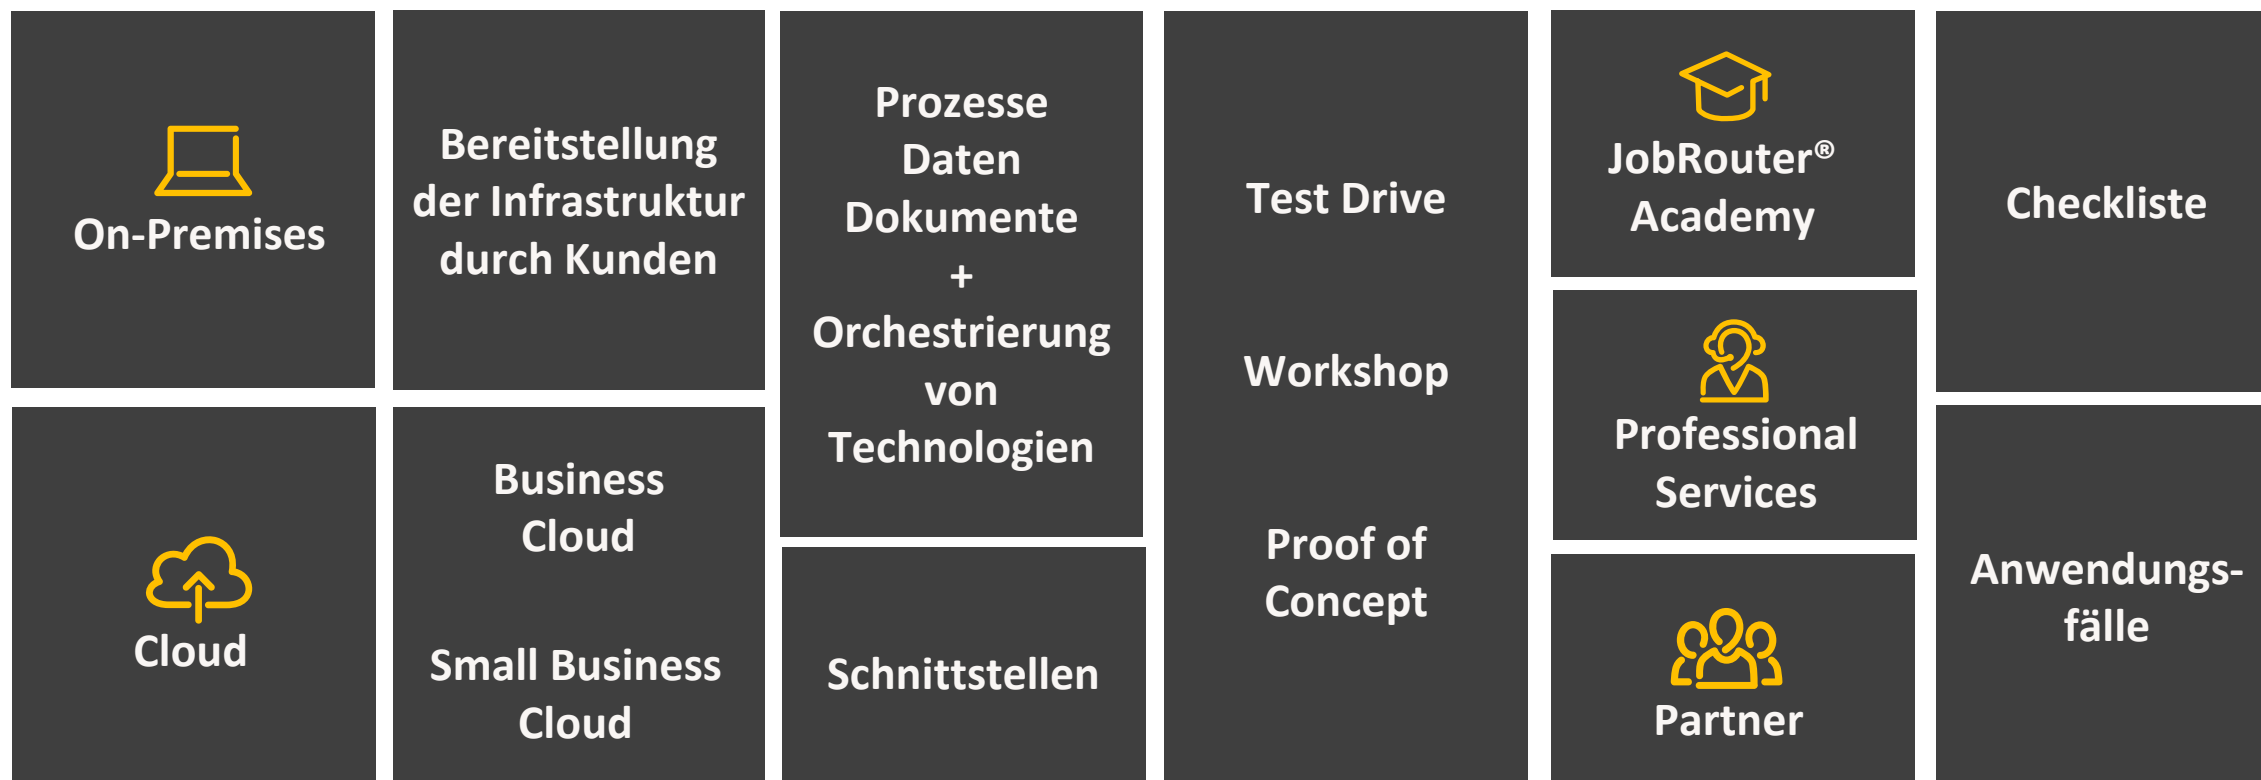 On-Premises
Cloud
Bereitstellung
der Infrastruktur
durch Kunden
Business
Cloud
Small Business
Cloud
Prozesse
Daten
Dokumente
+
Orchestrierung
von
Technologien
Schnittstellen
Test Drive
Workshop
Proof of
Concept
JobRouter®
Academy
Professional
Services
Partner
Checkliste
Anwendungs-
fälle